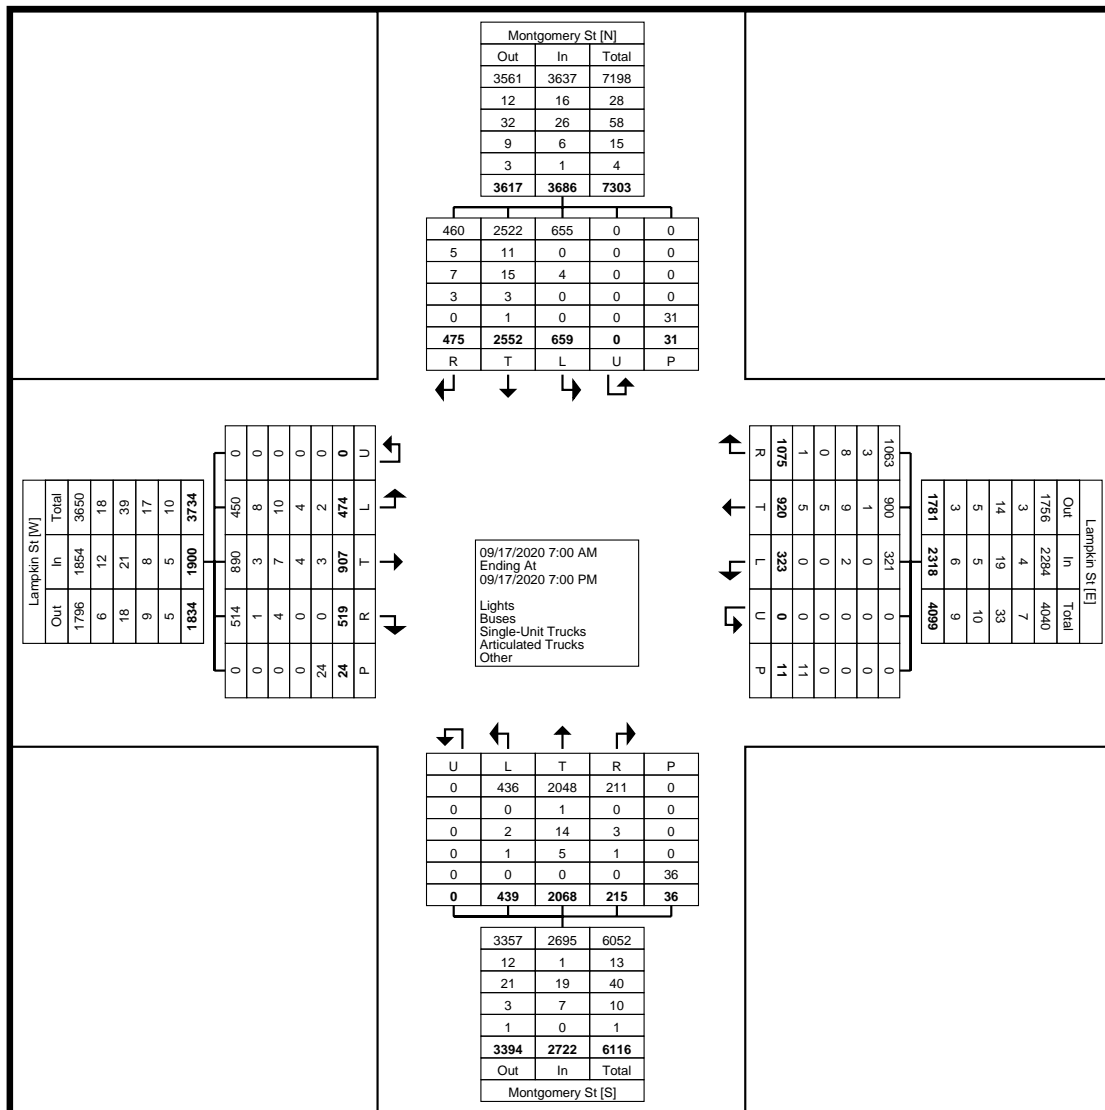 Montgomery St [N]
Out In Total
3561 3637 7198
12 16 28
32 26 58
9 6 15
3 1 4
3617 3686 7303
460 2522 655 0 0
5 11 0 0 0
7 15 4 0 0
3 3 0 0 0
0 1 0 0 31
475 2552 659 0 31
R T L U P
Lampkin St [W]
Total In Out
3650 1854 1796
18 12 6
39 21 18
17 8 9
10 5 5
3734 1900 1834
0 450 890 514 0
0 8 3 1 0
0 10 7 4 0
0 4 4 0 0
0 2 3 0 24
0 474 907 519 24
U L T R P
09/17/2020 7:00 AM
Ending At
09/17/2020 7:00 PM
Lights
Buses
Single-Unit Trucks
Articulated Trucks
Other
Lampkin St [E]
Out In Total
1756 2284 4040
3 4 7
14 19 33
5 5 10
3 6 9
1781 2318 4099
1063 900 321 0 0
3 1 0 0 0
8 9 2 0 0
0 5 0 0 0
1 5 0 0 11
1075 920 323 0 11
R T L U P
U L T R P
0 436 2048 211 0
0 0 1 0 0
0 2 14 3 0
0 1 5 1 0
0 0 0 0 36
0 439 2068 215 36
3357 2695 6052
12 1 13
21 19 40
3 7 10
1 0 1
3394 2722 6116
Out In Total
Montgomery St [S]